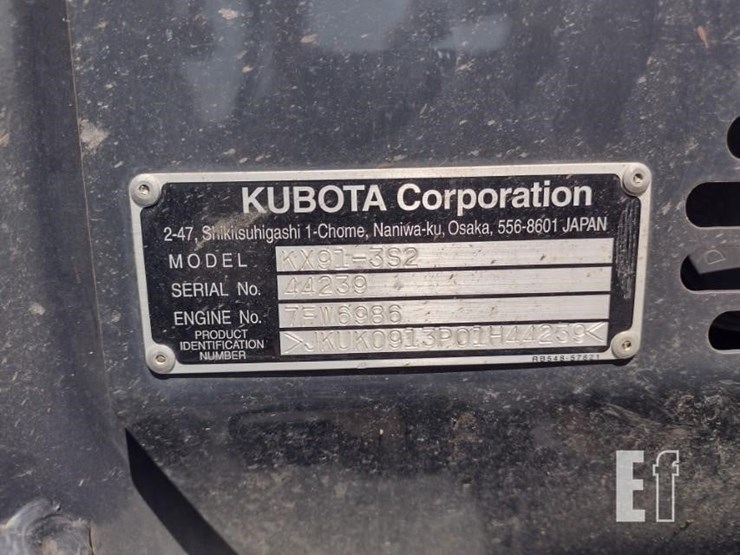 KUBOTA Corporation
2-47, Shikitsuhigashi 1-Chome, Naniwa-ku, Osaka, 556-8601 JAPAN
MODEL KX91-3S2
SERIAL No. 44239
ENGINE No. 7FW6986
PRODUCT IDENTIFICATION NUMBER >JKUK0913P01H44239<
RB548-57821
Ef